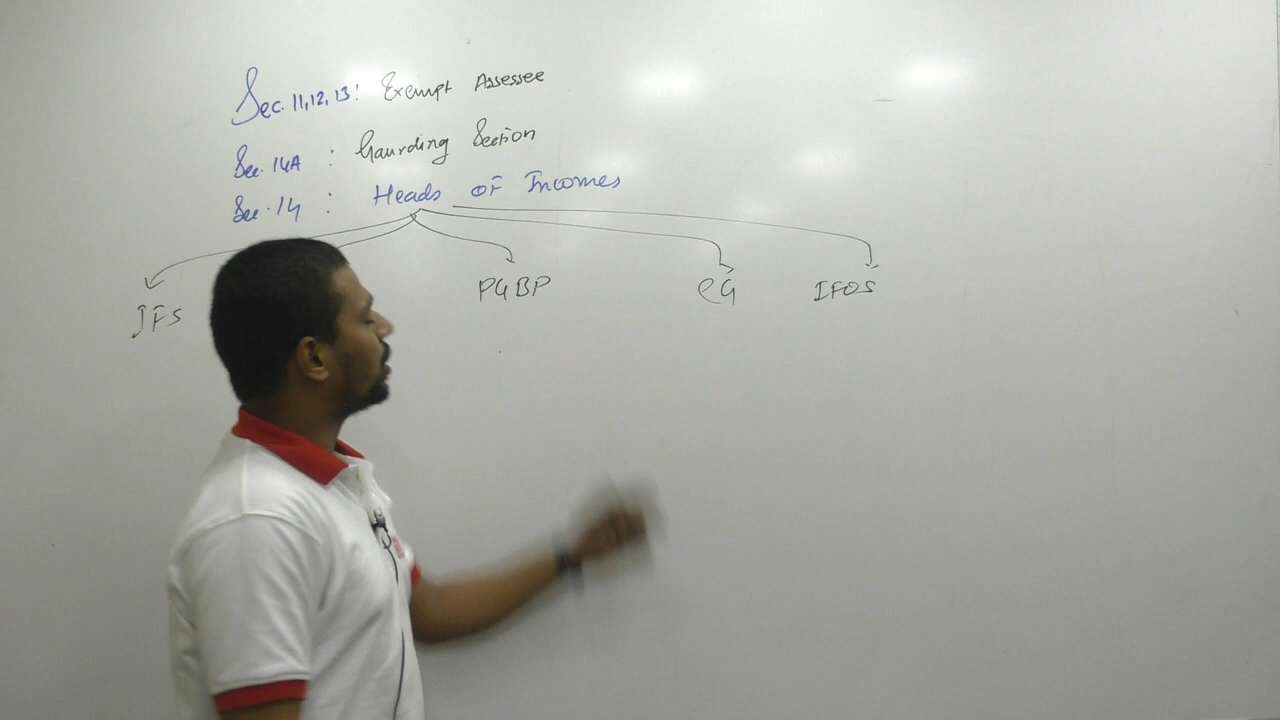 Sec. 11,12,13: Exempt Assessee
Sec. 14A : Gaurding Section
Sec. 14 : Heads of Incomes
IFS PGBP CG IFOS